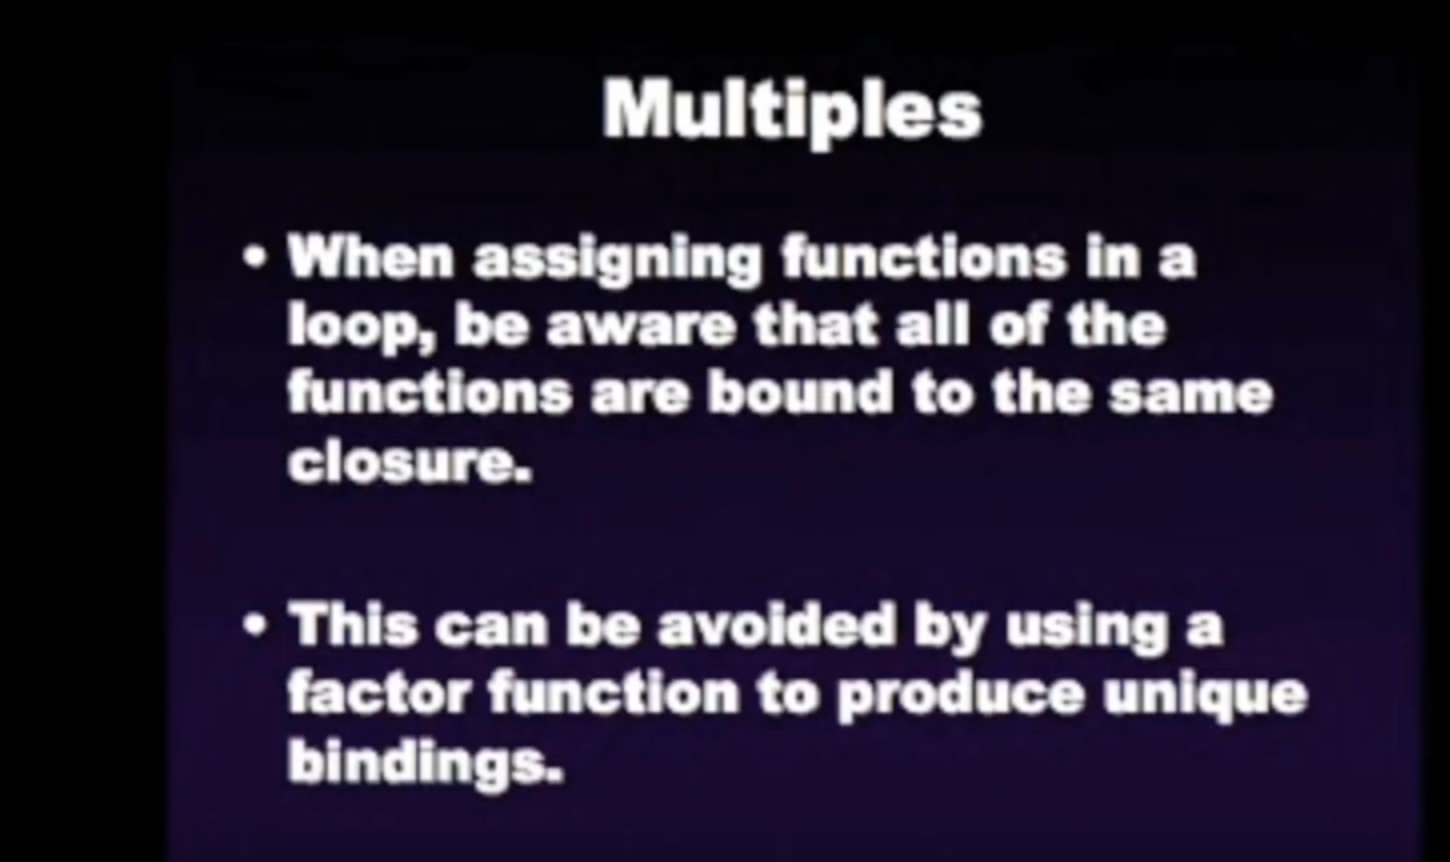 Multiples
• When assigning functions in a
loop, be aware that all of the
functions are bound to the same
closure.
• This can be avoided by using a
factor function to produce unique
bindings.